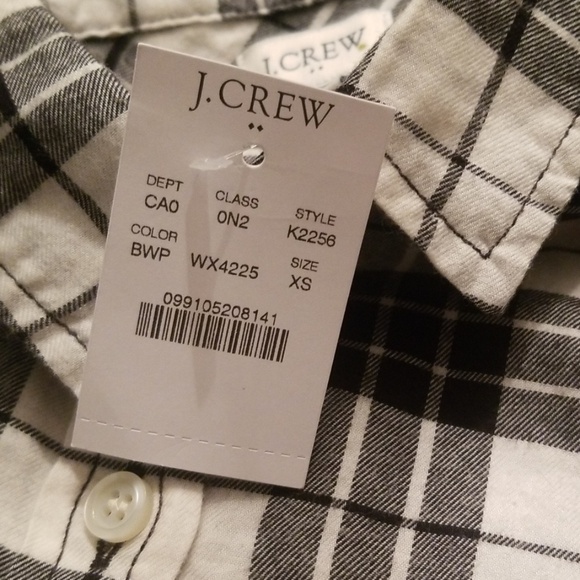 J.CREW
J.CREW
DEPT CLASS STYLE
CA0 0N2 K2256
COLOR SIZE
BWP WX4225 XS
099105208141